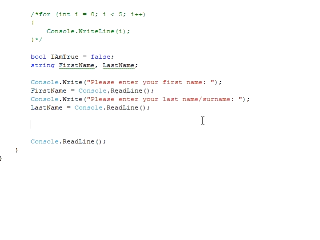 /*for (int i = 0; i < 5; i++)
{
Console.WriteLine(i);
}*/
bool IAmTrue = false;
string FirstName, LastName;
Console.Write("Please enter your first name: ");
FirstName = Console.ReadLine();
Console.Write("Please enter your last name/surname: ");
LastName = Console.ReadLine();
Console.ReadLine();
}
}